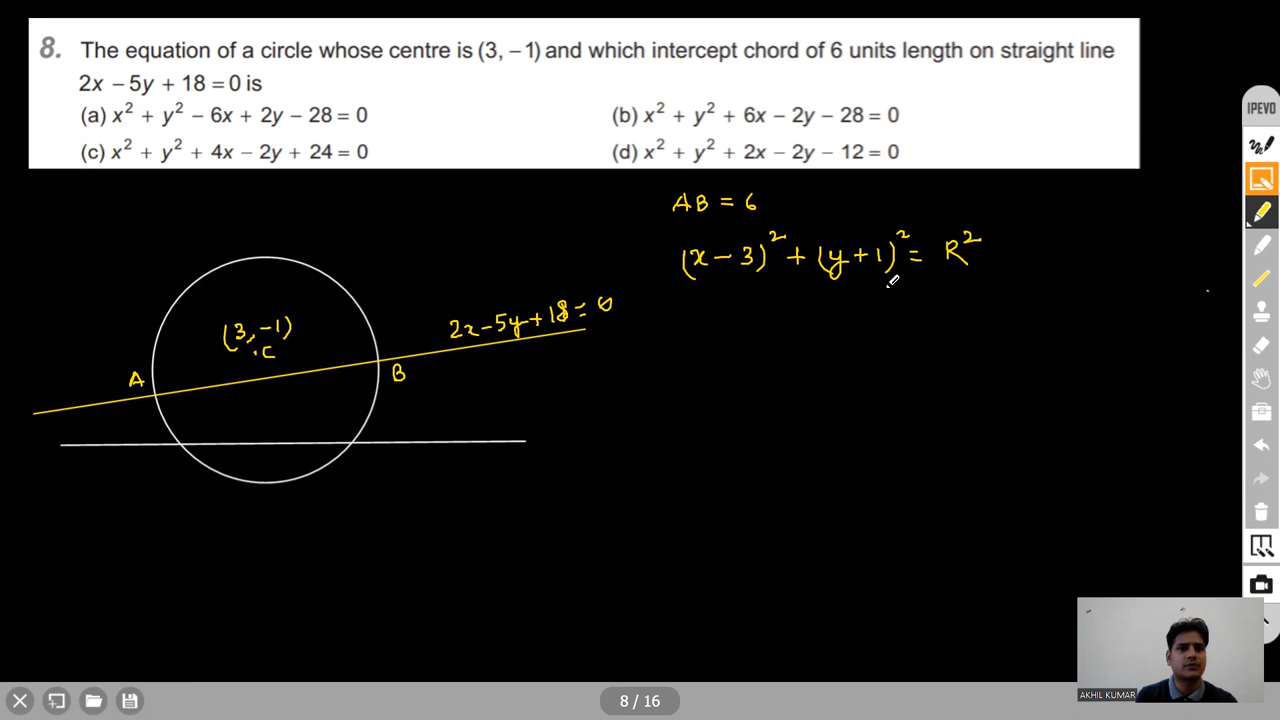 8. The equation of a circle whose centre is (3, −1) and which intercept chord of 6 units length on straight line
2x − 5y + 18 = 0 is
(a) x² + y² − 6x + 2y − 28 = 0
(b) x² + y² + 6x − 2y − 28 = 0
(c) x² + y² + 4x − 2y + 24 = 0
(d) x² + y² + 2x − 2y − 12 = 0
IPEVO
AB = 6
(x − 3)² + (y + 1)² = R²
2x − 5y + 18 = 0
(3, −1)
.C
A
B
8 / 16
AKHIL KUMAR